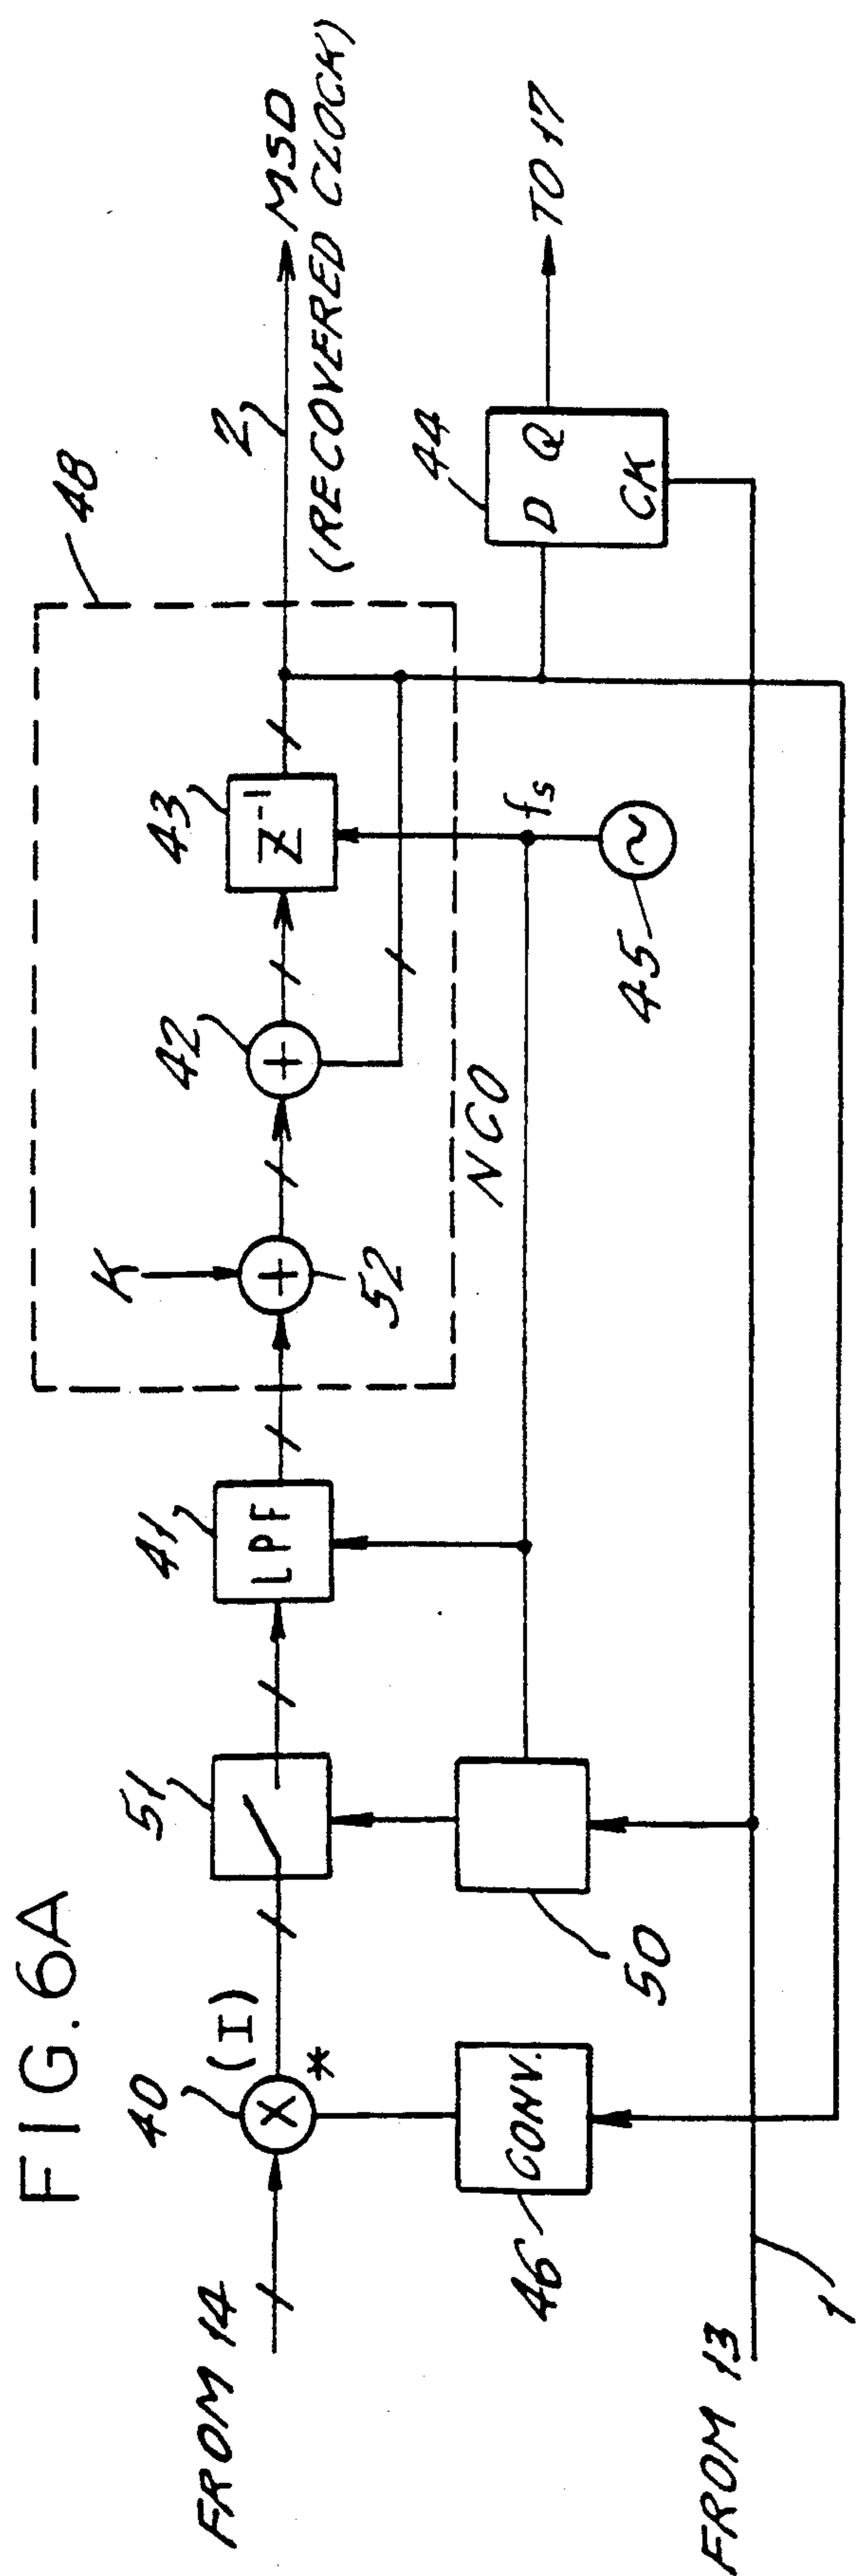 FIG. 6A
FROM 14
40
(I)
*
X
51
41
LPF
K
+
52
42
+
43
Z⁻¹
48
2
MSD
(RECOVERED CLOCK)
NCO
fs
45
~
44
D Q
CK
TO 17
46
CONV.
50
FROM 13
1